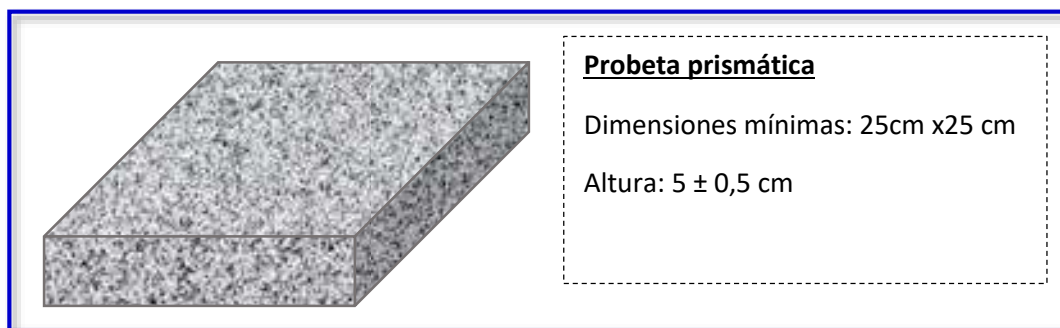 Probeta prismática
Dimensiones mínimas: 25cm x25 cm
Altura: 5 ± 0,5 cm